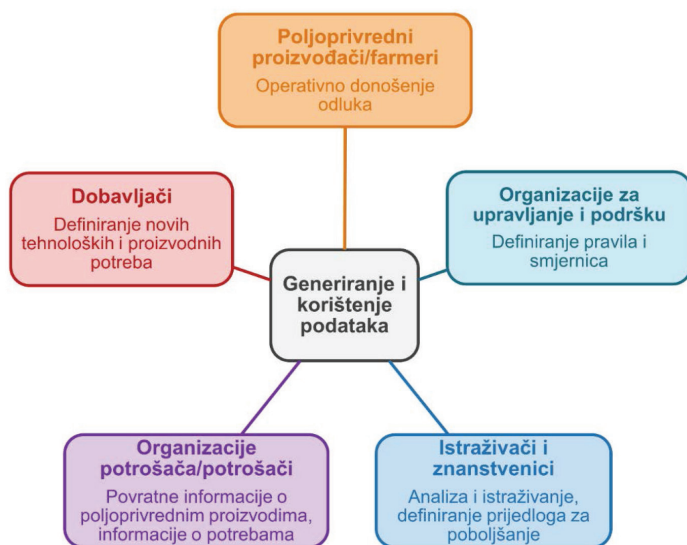 Poljoprivredni
proizvođači/farmeri
Operativno donošenje
odluka
Dobavljači
Definiranje novih
tehnoloških i proizvodnih
potreba
Organizacije za
upravljanje i podršku
Definiranje pravila i
smjernica
Generiranje i
korištenje
podataka
Organizacije
potrošača/potrošači
Povratne informacije o
poljoprivrednim proizvodima,
informacije o potrebama
Istraživači i
znanstvenici
Analiza i istraživanje,
definiranje prijedloga za
poboljšanje